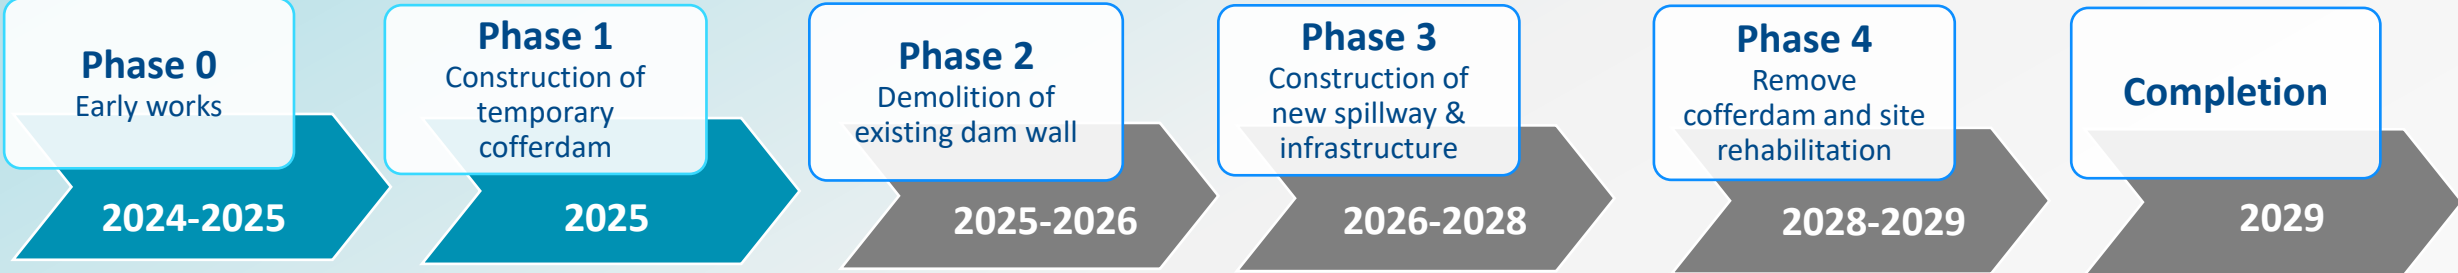 Phase 0
Early works
2024-2025
Phase 1
Construction of
temporary
cofferdam
2025
Phase 2
Demolition of
existing dam wall
2025-2026
Phase 3
Construction of
new spillway &
infrastructure
2026-2028
Phase 4
Remove
cofferdam and site
rehabilitation
2028-2029
Completion
2029